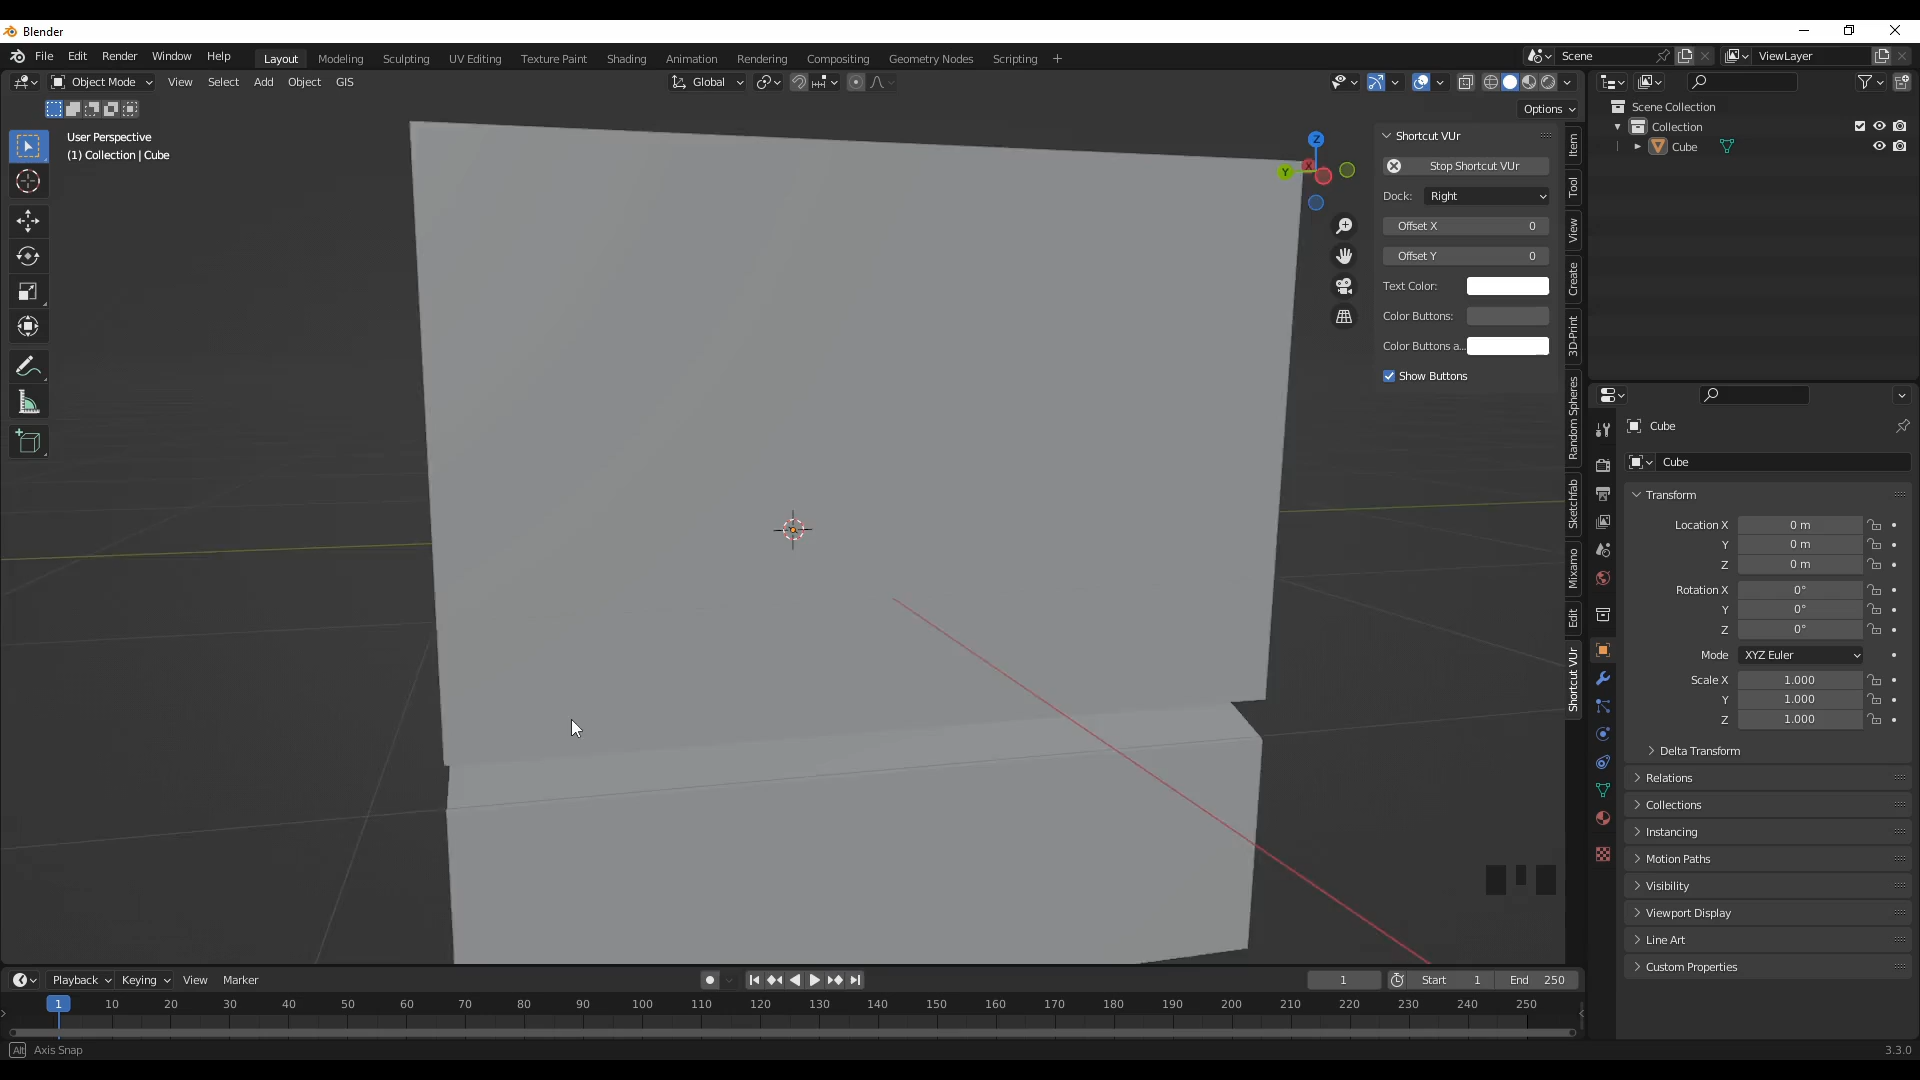 Blender
File Edit Render Window Help Layout Modeling Sculpting UV Editing Texture Paint Shading Animation Rendering Compositing Geometry Nodes Scripting + Scene ViewLayer
Object Mode View Select Add Object GIS Global
Options
User Perspective
(1) Collection | Cube
Z
X
Y
Shortcut VUr
Stop Shortcut VUr
Dock: Right
Offset X 0
Offset Y 0
Text Color:
Color Buttons:
Color Buttons a...
Show Buttons
Item
Tool
View
Create
3D-Print
Random Spheres
Sketchfab
Mixamo
Edit
Shortcut VUr
Scene Collection
Collection
Cube
Cube
Cube
Transform
Location X 0 m
Y 0 m
Z 0 m
Rotation X 0°
Y 0°
Z 0°
Mode XYZ Euler
Scale X 1.000
Y 1.000
Z 1.000
Delta Transform
Relations
Collections
Instancing
Motion Paths
Visibility
Viewport Display
Line Art
Custom Properties
Playback Keying View Marker 1 Start 1 End 250
1 10 20 30 40 50 60 70 80 90 100 110 120 130 140 150 160 170 180 190 200 210 220 230 240 250
Alt Axis Snap 3.3.0